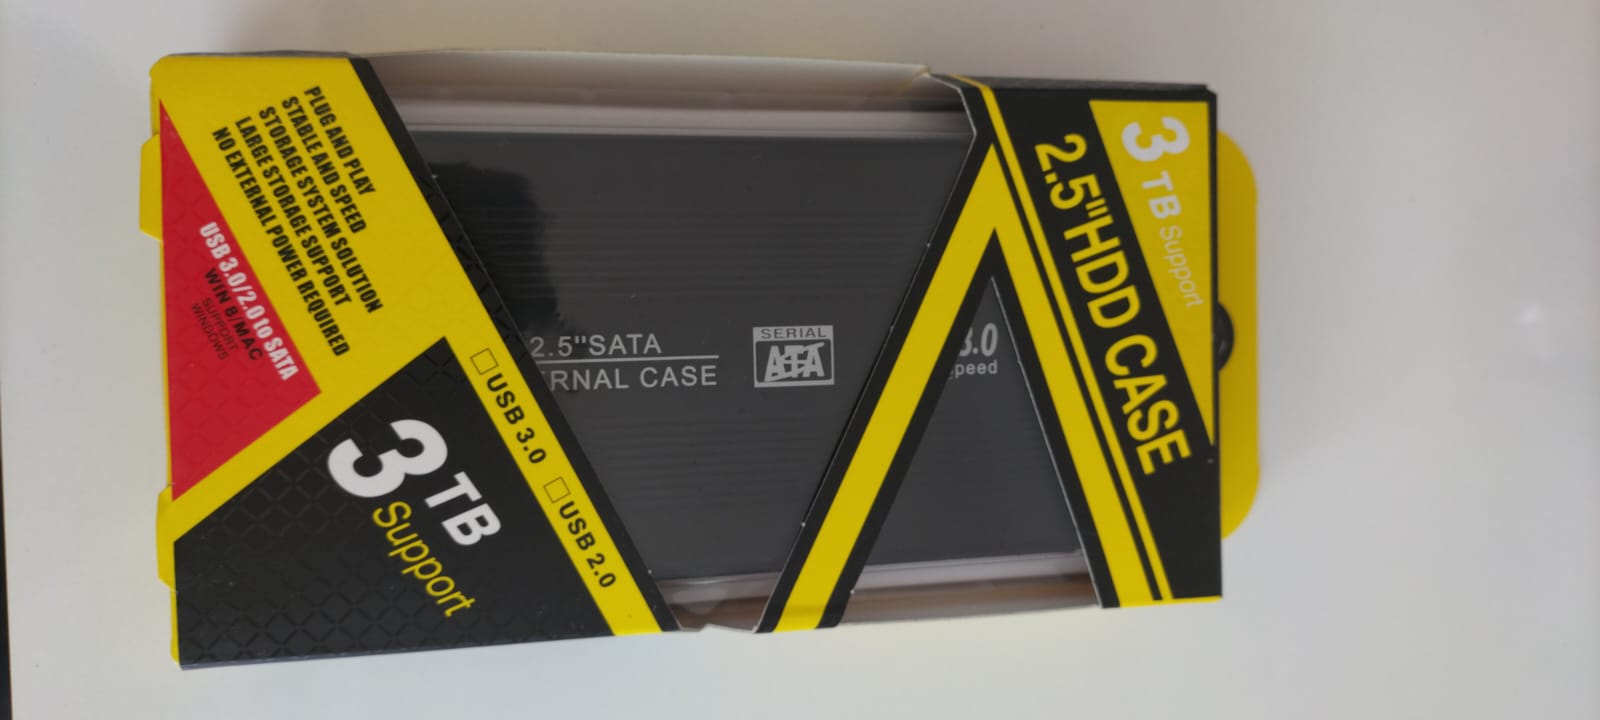 3 TB Support
2.5"HDD CASE
PLUG AND PLAY
STABLE AND SPEED
STORAGE SYSTEM SOLUTION
LARGE STORAGE SUPPORT
NO EXTERNAL POWER REQUIRED
USB 3.0/2.0 to SATA
WIN 8/MAC
SUPPORT
WINDOWS
3 TB
Support
USB 3.0
USB 2.0
2.5"SATA
RNAL CASE
SERIAL
ATA
3.0
peed